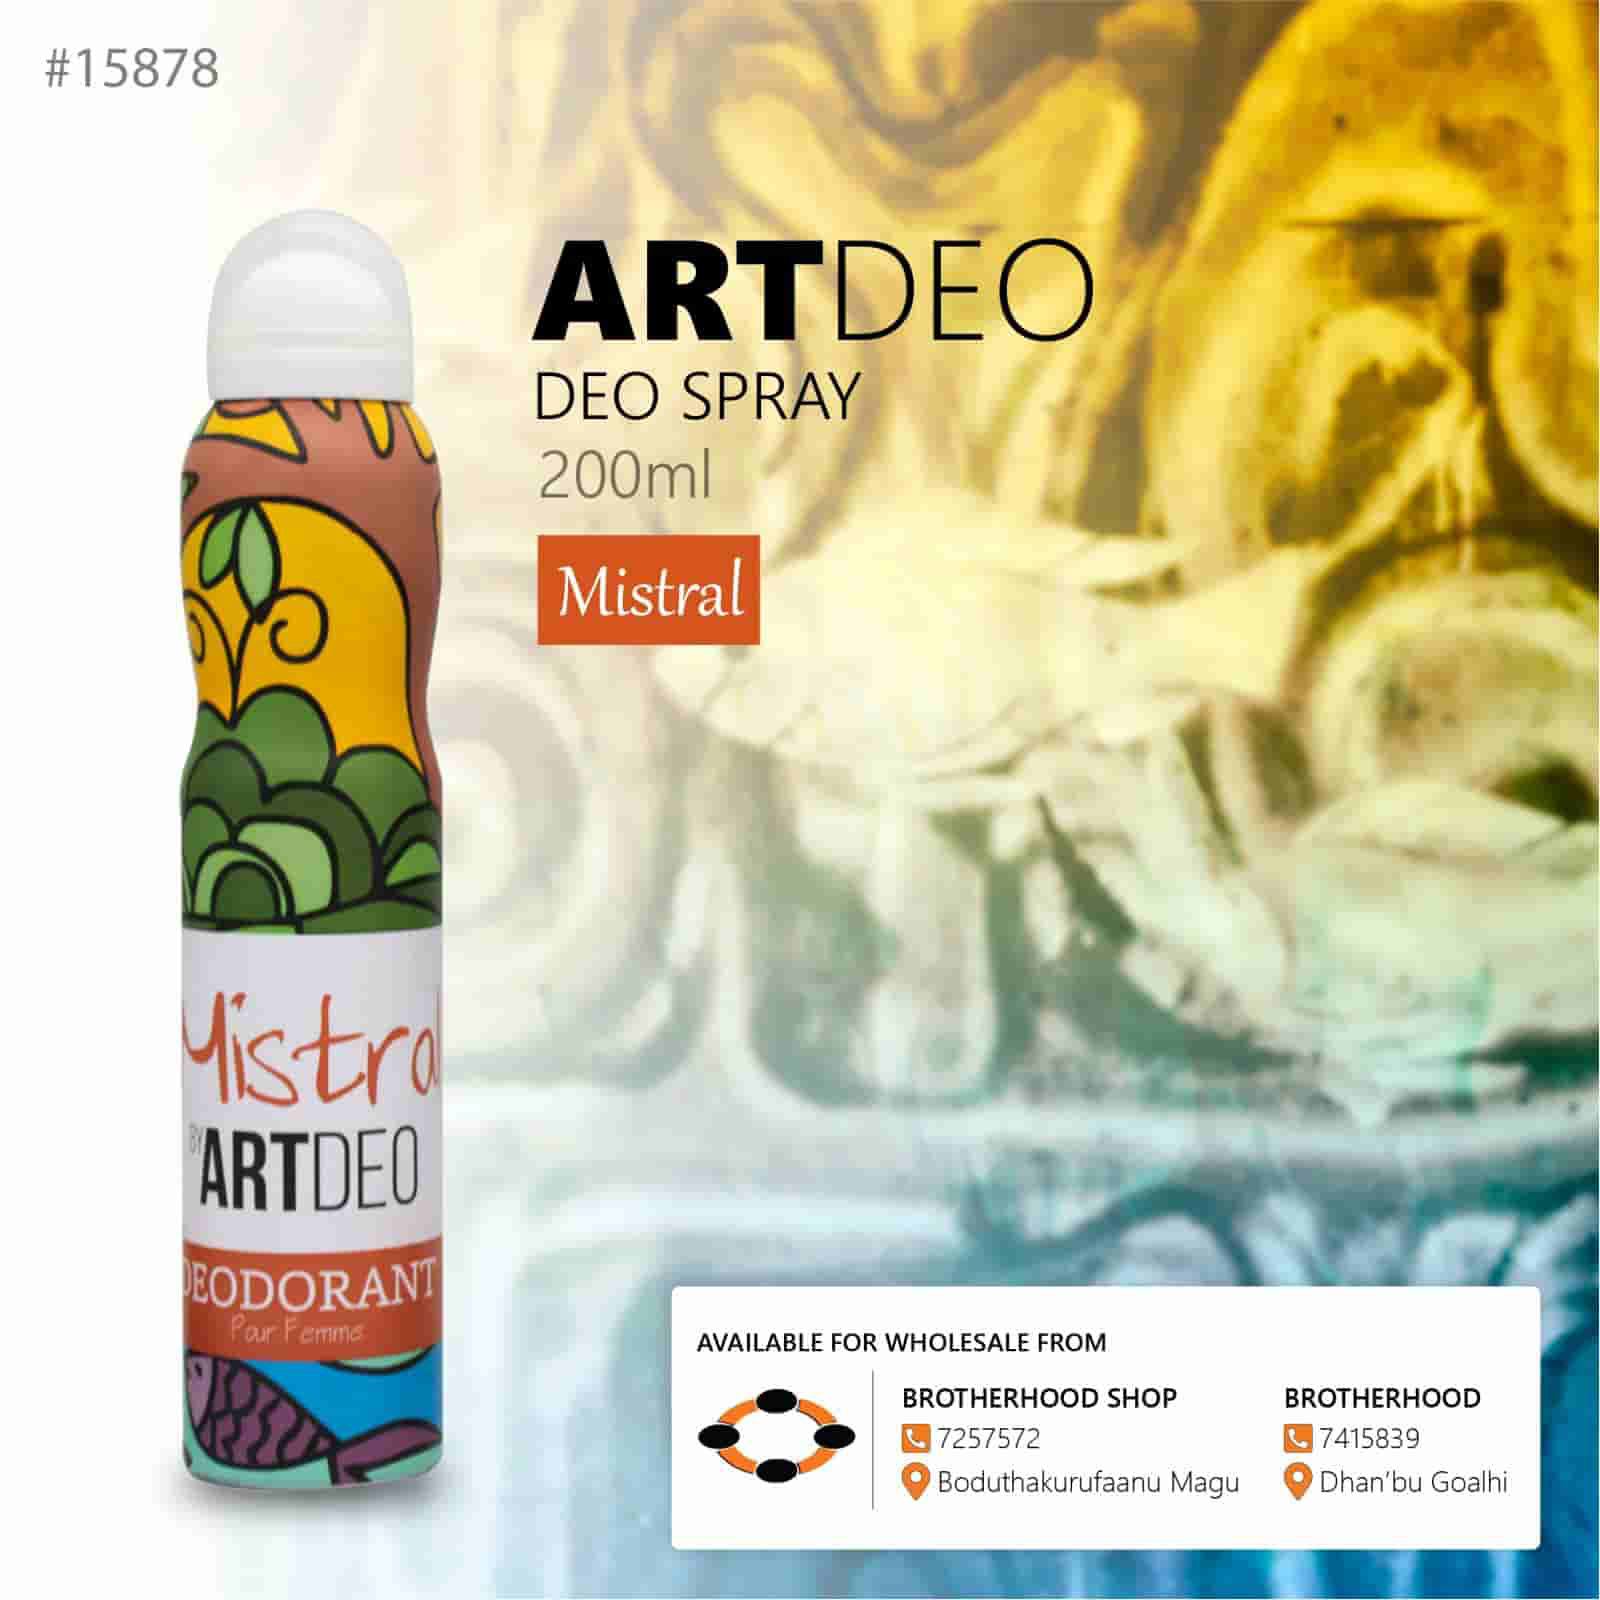 #15878
ARTDEO
DEO SPRAY
200ml
Mistral
Mistral
BY ARTDEO
DEODORANT
Pour Femme
AVAILABLE FOR WHOLESALE FROM
BROTHERHOOD SHOP
7257572
Boduthakurufaanu Magu
BROTHERHOOD
7415839
Dhan'bu Goalhi